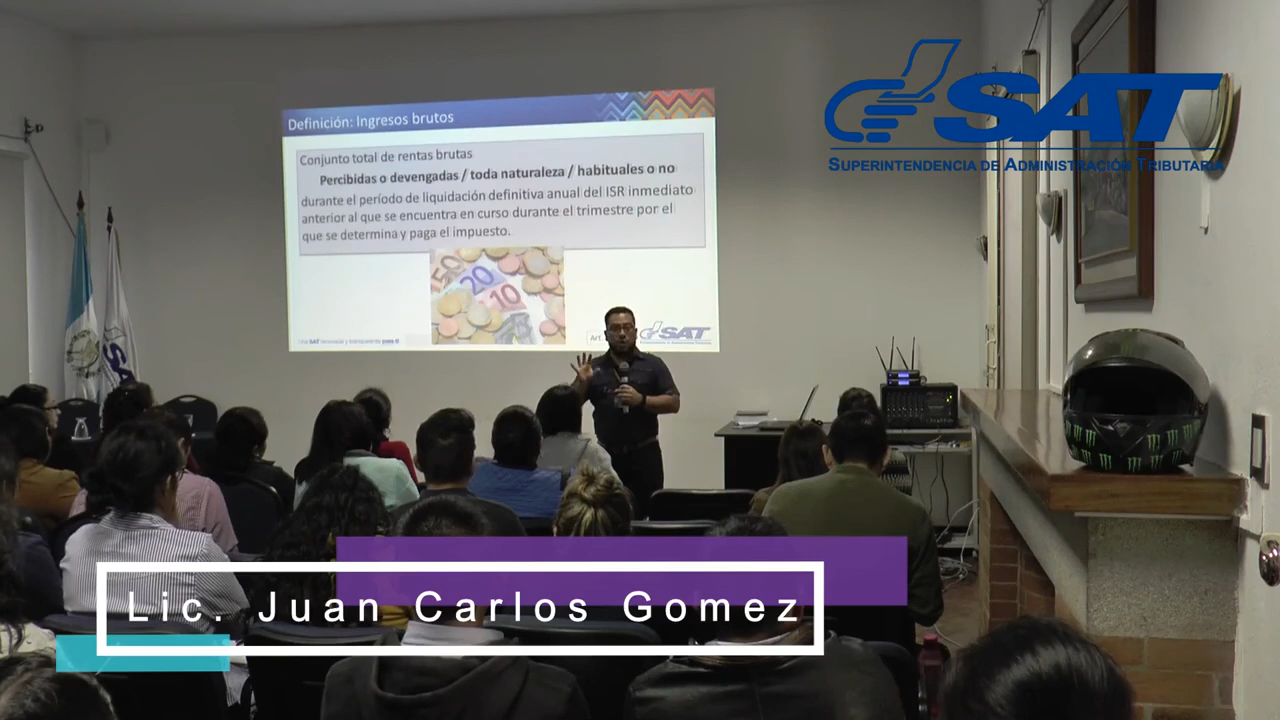 Definición: Ingresos brutos
Conjunto total de rentas brutas
Percibidas o devengadas / toda naturaleza / habituales o no
durante el período de liquidación definitiva anual del ISR inmediato
anterior al que se encuentra en curso durante el trimestre por el
que se determina y paga el impuesto.
50
20
10
Art.
SAT
SAT
SUPERINTENDENCIA DE ADMINISTRACIÓN TRIBUTARIA
Lic. Juan Carlos Gomez